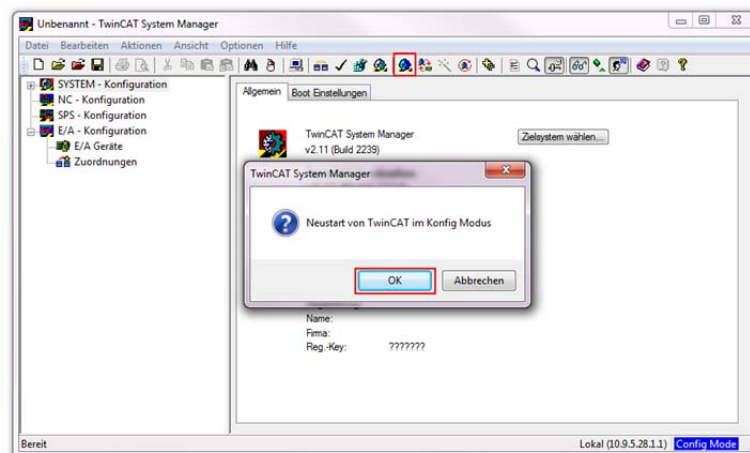 Unbenannt - TwinCAT System Manager
Datei Bearbeiten Aktionen Ansicht Optionen Hilfe
SYSTEM - Konfiguration
NC - Konfiguration
SPS - Konfiguration
E/A - Konfiguration
E/A Geräte
Zuordnungen
Allgemein Boot Einstellungen
TwinCAT System Manager
v2.11 (Build 2239)
Zielsystem wählen...
TwinCAT System Manager
Neustart von TwinCAT im Konfig Modus
OK Abbrechen
Name:
Firma:
Reg.-Key: ???????
Bereit Lokal (10.9.5.28.1.1) Config Mode